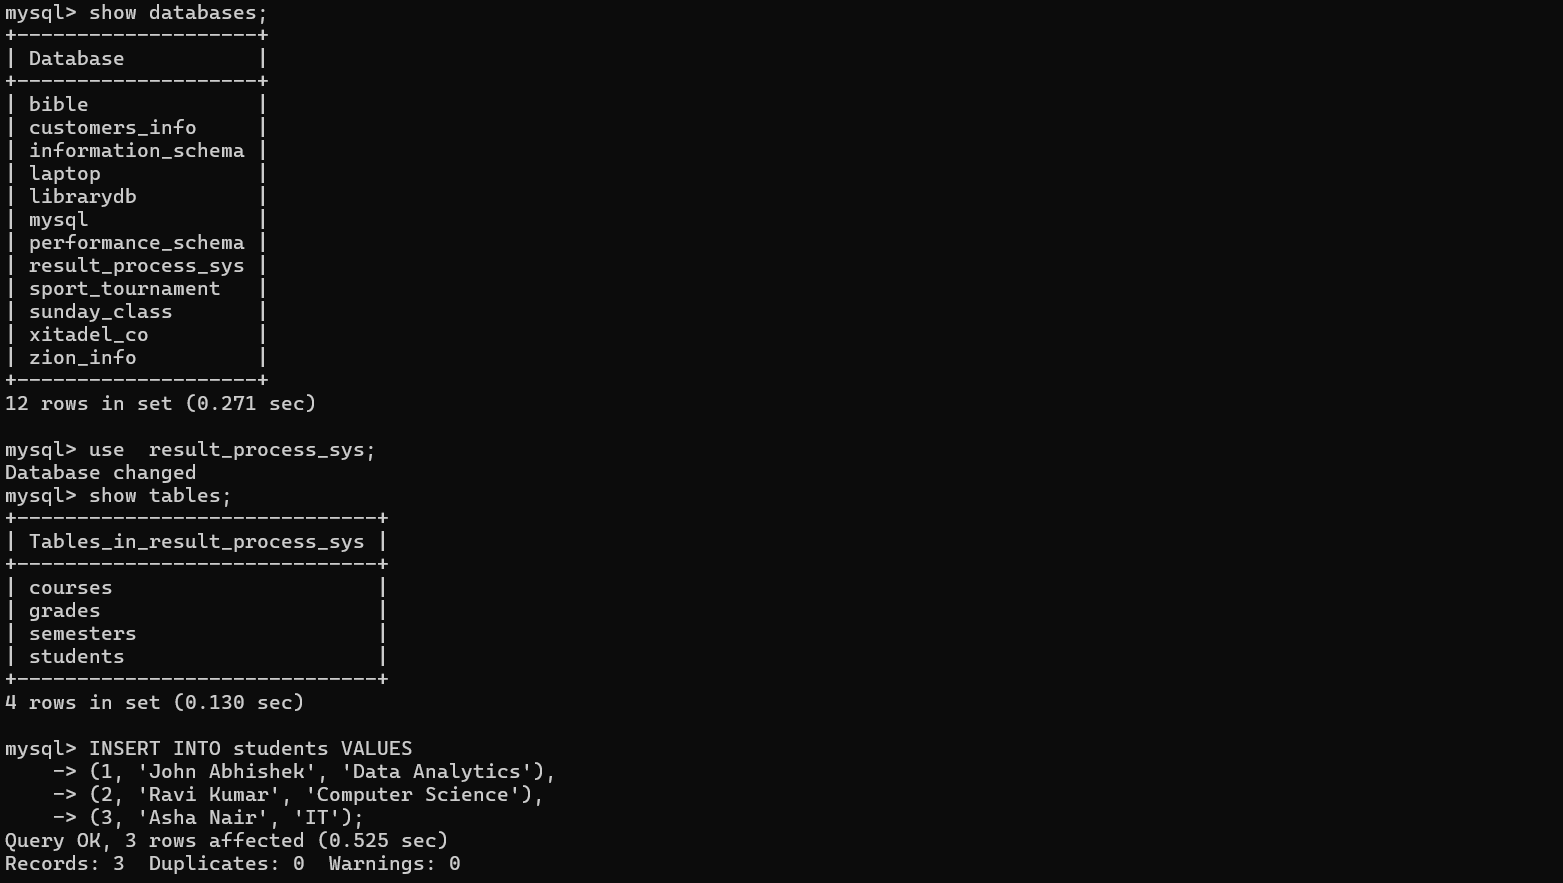 mysql> show databases;
+--------------------+
| Database           |
+--------------------+
| bible              |
| customers_info     |
| information_schema |
| laptop             |
| librarydb          |
| mysql              |
| performance_schema |
| result_process_sys |
| sport_tournament   |
| sunday_class       |
| xitadel_co         |
| zion_info          |
+--------------------+
12 rows in set (0.271 sec)

mysql> use  result_process_sys;
Database changed
mysql> show tables;
+------------------------------+
| Tables_in_result_process_sys |
+------------------------------+
| courses                      |
| grades                       |
| semesters                    |
| students                     |
+------------------------------+
4 rows in set (0.130 sec)

mysql> INSERT INTO students VALUES
    -> (1, 'John Abhishek', 'Data Analytics'),
    -> (2, 'Ravi Kumar', 'Computer Science'),
    -> (3, 'Asha Nair', 'IT');
Query OK, 3 rows affected (0.525 sec)
Records: 3  Duplicates: 0  Warnings: 0